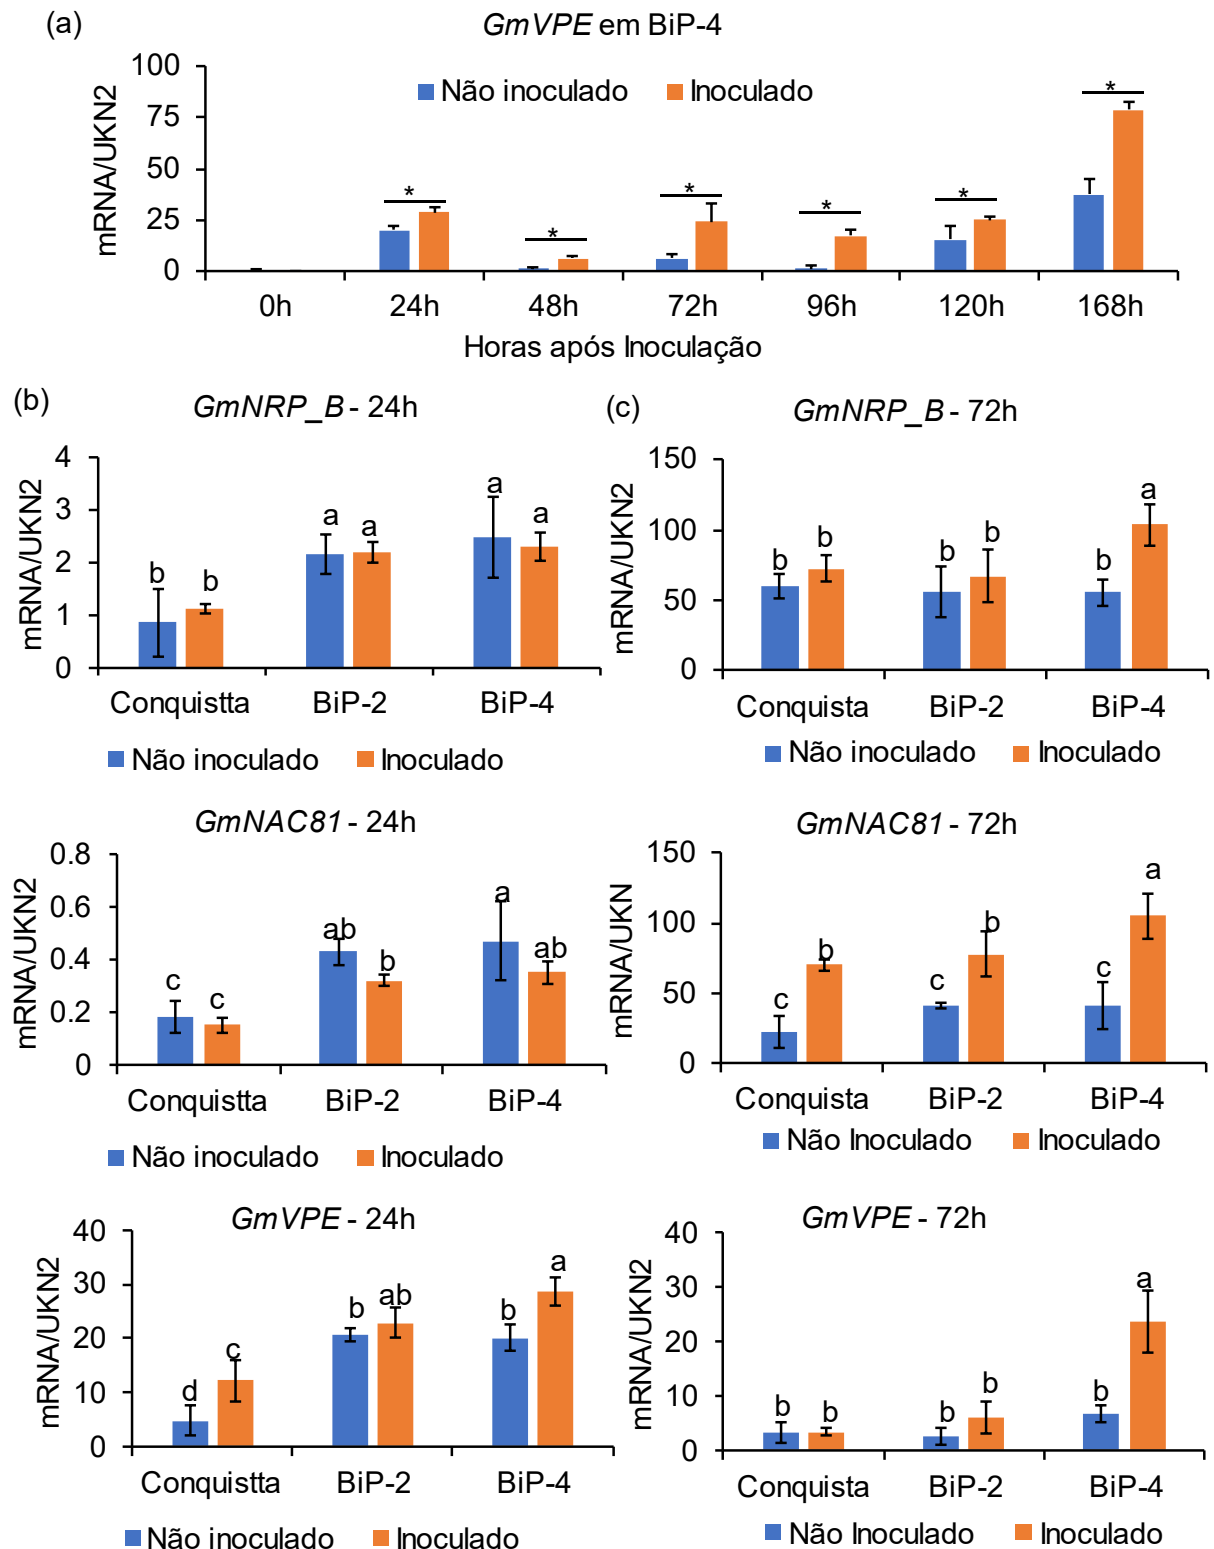 (a)
GmVPE em BiP-4
Não inoculado Inoculado
mRNA/UKN2
100
75
50
25
0
* * * * * *
0h 24h 48h 72h 96h 120h 168h
Horas após Inoculação
(b)
GmNRP_B - 24h
mRNA/UKN2
4
3
2
1
0
b b a a a a
Conquistta BiP-2 BiP-4
Não inoculado Inoculado
(c)
GmNRP_B - 72h
mRNA/UKN2
150
100
50
0
b b b b b a
Conquista BiP-2 BiP-4
Não inoculado Inoculado
GmNAC81 - 24h
mRNA/UKN2
0.8
0.6
0.4
0.2
0
c c ab b a ab
Conquistta BiP-2 BiP-4
Não inoculado Inoculado
GmNAC81 - 72h
mRNA/UKN
150
100
50
0
c b c b c a
Conquista BiP-2 BiP-4
Não Inoculado Inoculado
GmVPE - 24h
mRNA/UKN2
40
30
20
10
0
d c b ab b a
Conquistta BiP-2 BiP-4
Não inoculado Inoculado
GmVPE - 72h
mRNA/UKN2
40
30
20
10
0
b b b b b a
Conquista BiP-2 BiP-4
Não Inoculado Inoculado